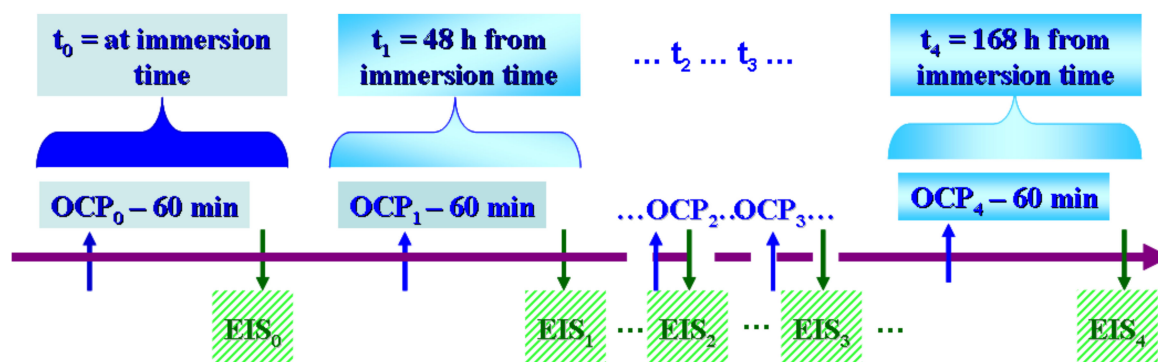 t₀ = at immersion
time
t₁ = 48 h from
immersion time
... t₂ ... t₃ ...
t₄ = 168 h from
immersion time
OCP₀ – 60 min
OCP₁ – 60 min
...OCP₂..OCP₃...
OCP₄ – 60 min
EIS₀
EIS₁ ... EIS₂ ... EIS₃ ... EIS₄